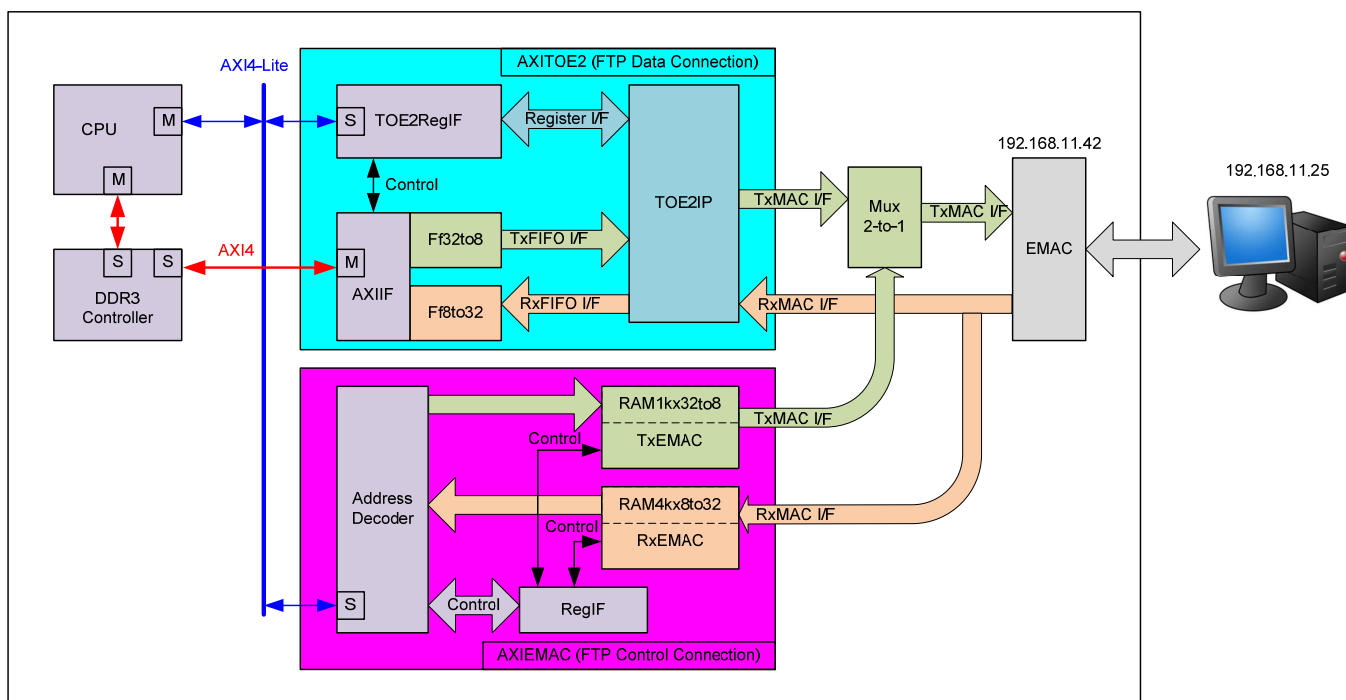 AXI4-Lite
AXITOE2 (FTP Data Connection)
CPU
M
M
S
TOE2RegIF
Register I/F
Control
TOE2IP
TxMAC I/F
Mux
2-to-1
TxMAC I/F
192.168.11.42
EMAC
192.168.11.25
S
S
DDR3
Controller
AXI4
M
AXIIF
Ff32to8
TxFIFO I/F
Ff8to32
RxFIFO I/F
RxMAC I/F
Address
Decoder
S
RAM1kx32to8
TxEMAC
TxMAC I/F
Control
RAM4kx8to32
RxEMAC
RxMAC I/F
Control
Control
RegIF
AXIEMAC (FTP Control Connection)